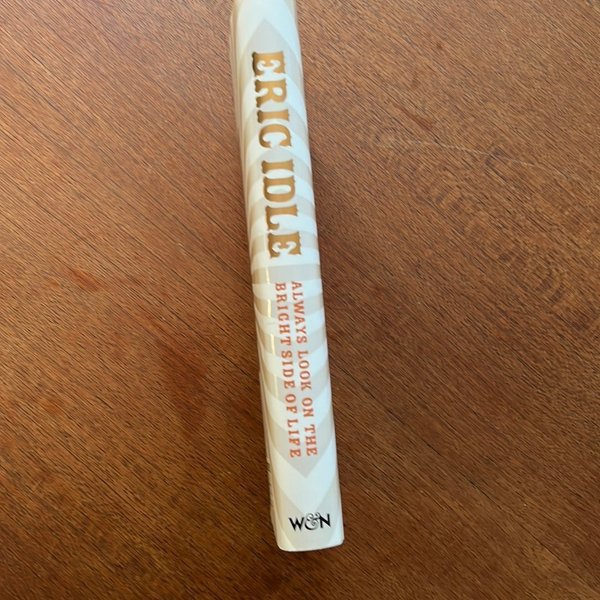 ERIC IDLE
ALWAYS LOOK ON THE
BRIGHT SIDE OF LIFE
W&N